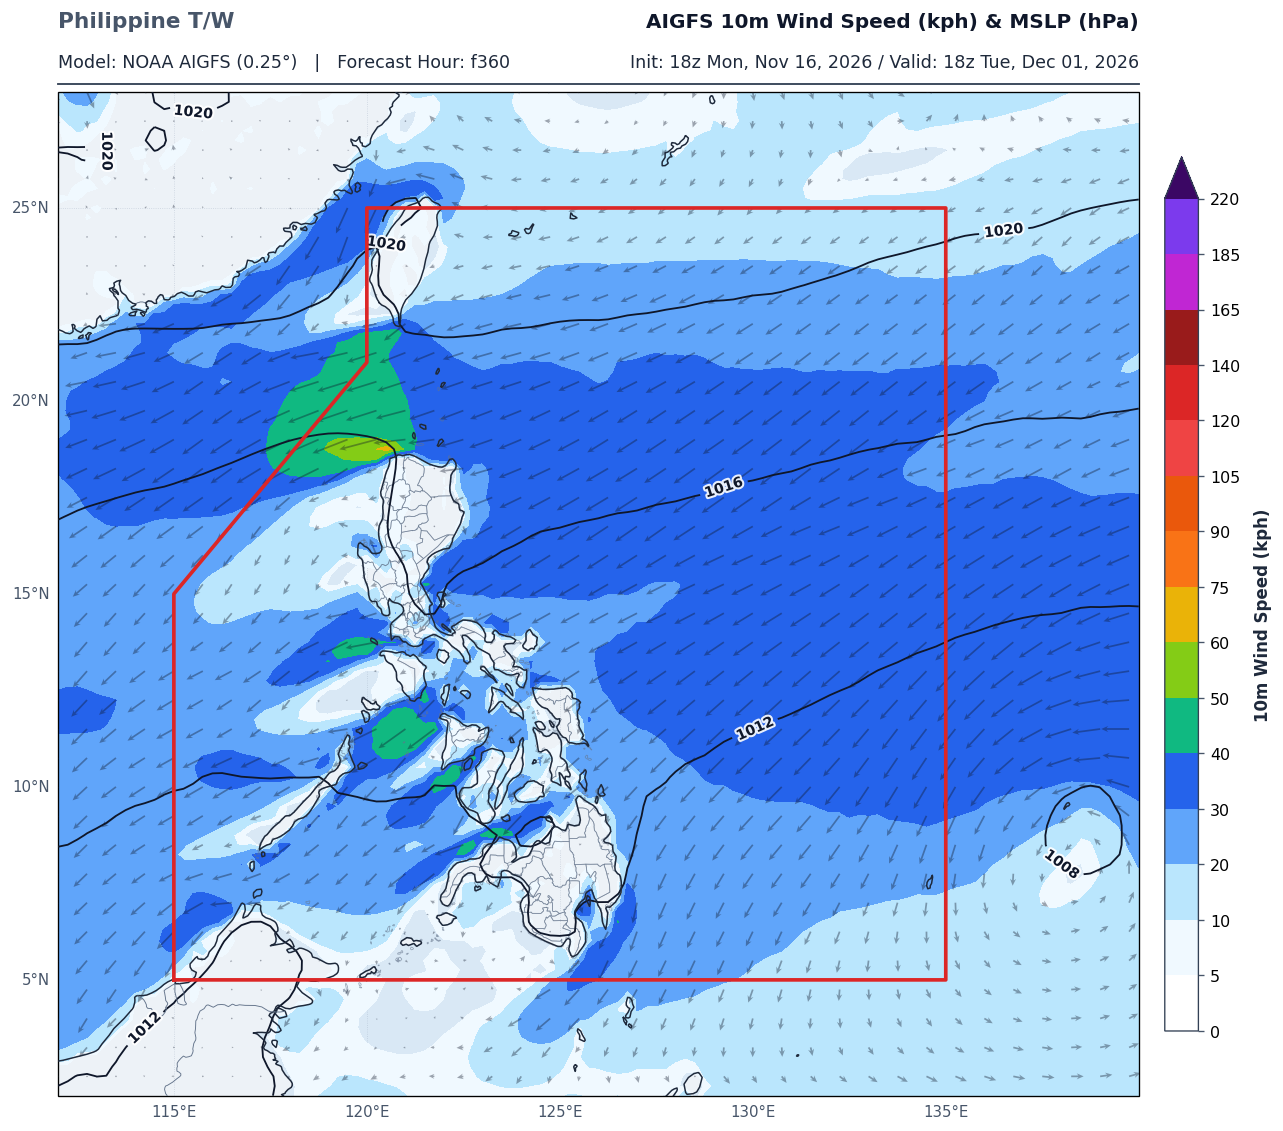 Philippine T/W
AIGFS 10m Wind Speed (kph) & MSLP (hPa)
Model: NOAA AIGFS (0.25°) | Forecast Hour: f360
Init: 18z Mon, Nov 16, 2026 / Valid: 18z Tue, Dec 01, 2026
1020
1020
1020
1020
1016
1012
1008
1012
25°N
20°N
15°N
10°N
5°N
115°E
120°E
125°E
130°E
135°E
220
185
165
140
120
105
90
75
60
50
40
30
20
10
5
0
10m Wind Speed (kph)